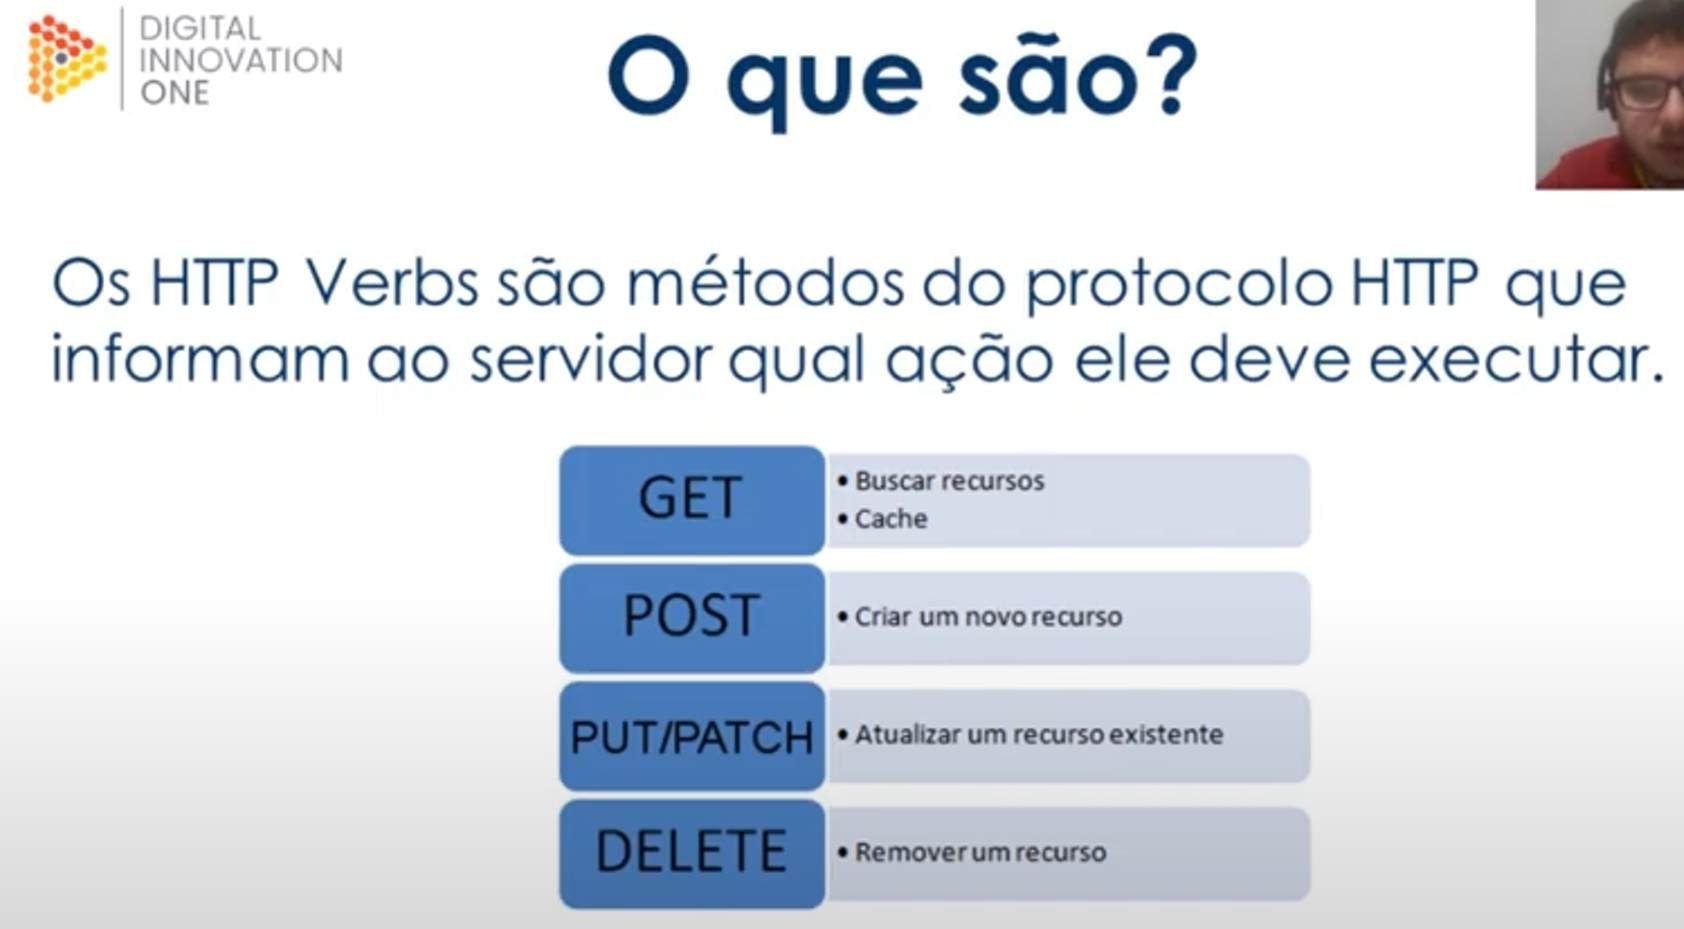 DIGITAL
INNOVATION
ONE
O que são?
Os HTTP Verbs são métodos do protocolo HTTP que
informam ao servidor qual ação ele deve executar.
GET
• Buscar recursos
• Cache
POST
• Criar um novo recurso
PUT/PATCH
• Atualizar um recurso existente
DELETE
• Remover um recurso